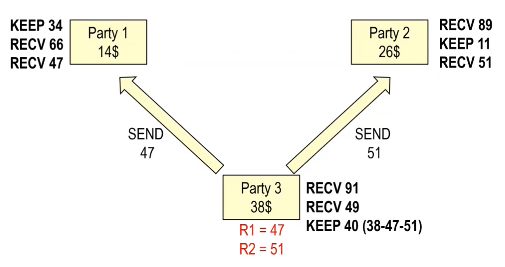 KEEP 34
RECV 66
RECV 47
Party 1
14$
Party 2
26$
RECV 89
KEEP 11
RECV 51
SEND
47
SEND
51
Party 3
38$
RECV 91
RECV 49
KEEP 40 (38-47-51)
R1 = 47
R2 = 51